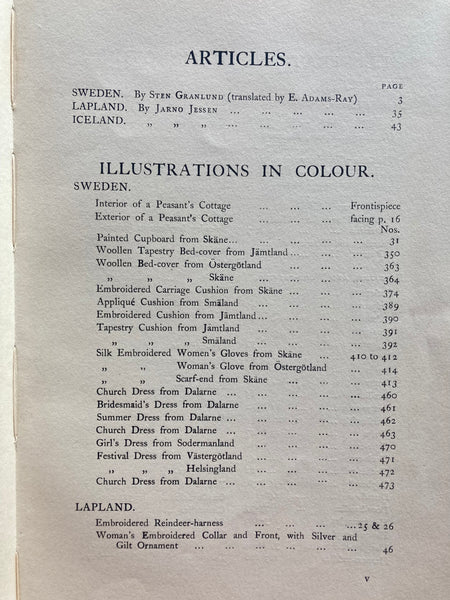 ARTICLES.
PAGE
SWEDEN. By Sten Granlund (translated by E. Adams-Ray) 3
LAPLAND. By Jarno Jessen ... ... ... ... ... 35
ICELAND. „ „ „ ... ... ... ... ... 43
ILLUSTRATIONS IN COLOUR.
SWEDEN.
Interior of a Peasant's Cottage ... ... ... Frontispiece
Exterior of a Peasant's Cottage ... ... ... facing p. 16
Nos.
Painted Cupboard from Skåne... ... ... ... ... 31
Woollen Tapestry Bed-cover from Jämtland... ... ... 350
Woollen Bed-cover from Östergötland ... ... ... 363
„ „ „ Skåne ... ... ... ... 364
Embroidered Carriage Cushion from Skåne ... ... ... 374
Appliqué Cushion from Småland ... ... ... ... 389
Embroidered Cushion from Jämtland... ... ... ... 390
Tapestry Cushion from Jämtland ... ... ... ... 391
„ „ „ Småland ... ... ... ... 392
Silk Embroidered Women's Gloves from Skåne ... 410 to 412
„ „ Woman's Glove from Östergötland ... 414
„ „ Scarf-end from Skåne ... ... 413
Church Dress from Dalarne ... ... ... ... ... 460
Bridesmaid's Dress from Dalarne ... ... ... ... 461
Summer Dress from Dalarne ... ... ... ... ... 462
Church Dress from Dalarne ... ... ... ... ... 463
Girl's Dress from Sodermanland ... ... ... ... 470
Festival Dress from Västergötland ... ... ... ... 471
„ „ „ Helsingland ... ... ... ... 472
Church Dress from Dalarne ... ... ... ... ... 473
LAPLAND.
Embroidered Reindeer-harness ... ... ... ...25 & 26
Woman's Embroidered Collar and Front, with Silver and
Gilt Ornament ... ... ... ... ... ... 46
v